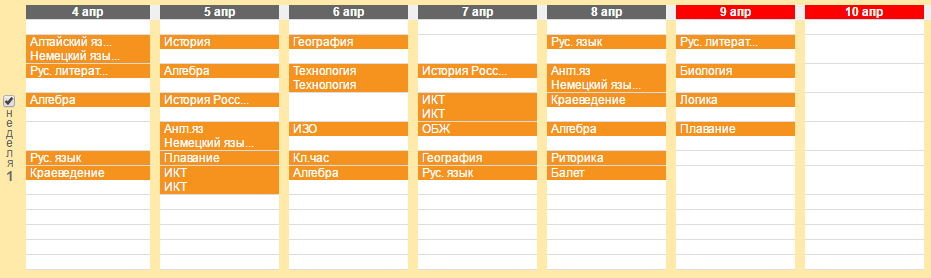 4 апр
5 апр
6 апр
7 апр
8 апр
9 апр
10 апр
Алтайский яз...
Немецкий язы...
История
География
Рус. язык
Рус. литерат...
Рус. литерат...
Алгебра
Технология
Технология
История Росс...
Англ.яз
Немецкий язы...
Биология
Алгебра
История Росс...
ИКТ
ИКТ
Краеведение
Логика
Англ.яз
Немецкий язы...
ИЗО
ОБЖ
Алгебра
Плавание
Рус. язык
Плавание
Кл.час
География
Риторика
Краеведение
ИКТ
ИКТ
Алгебра
Рус. язык
Балет
неделя 1